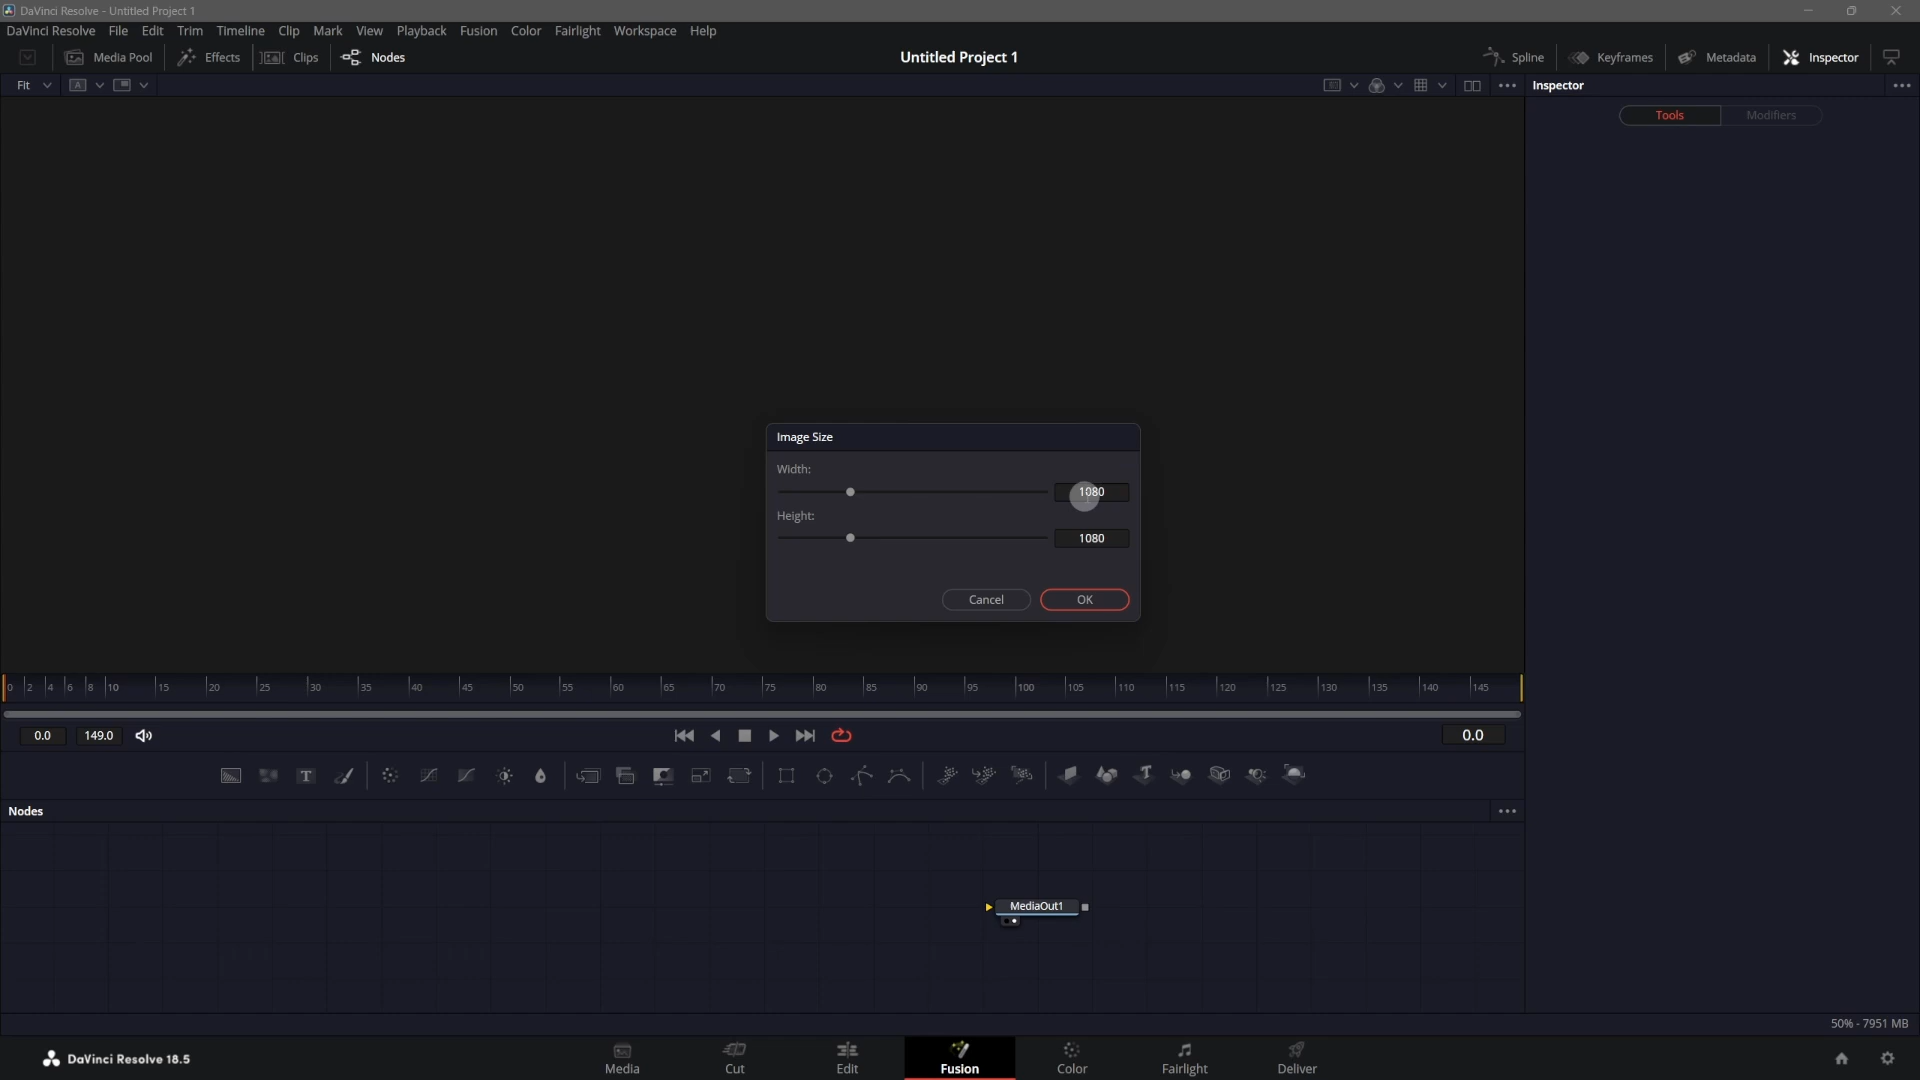 DaVinci Resolve - Untitled Project 1
DaVinci Resolve File Edit Trim Timeline Clip Mark View Playback Fusion Color Fairlight Workspace Help
Media Pool Effects Clips Nodes Untitled Project 1 Spline Keyframes Metadata Inspector
Fit A Inspector
Tools Modifiers
Image Size
Width:
1080
Height:
1080
Cancel OK
0 2 4 6 8 10 15 20 25 30 35 40 45 50 55 60 65 70 75 80 85 90 95 100 105 110 115 120 125 130 135 140 145
0.0 149.0 0.0
T T
Nodes
MediaOut1
50% - 7951 MB
DaVinci Resolve 18.5 Media Cut Edit Fusion Color Fairlight Deliver